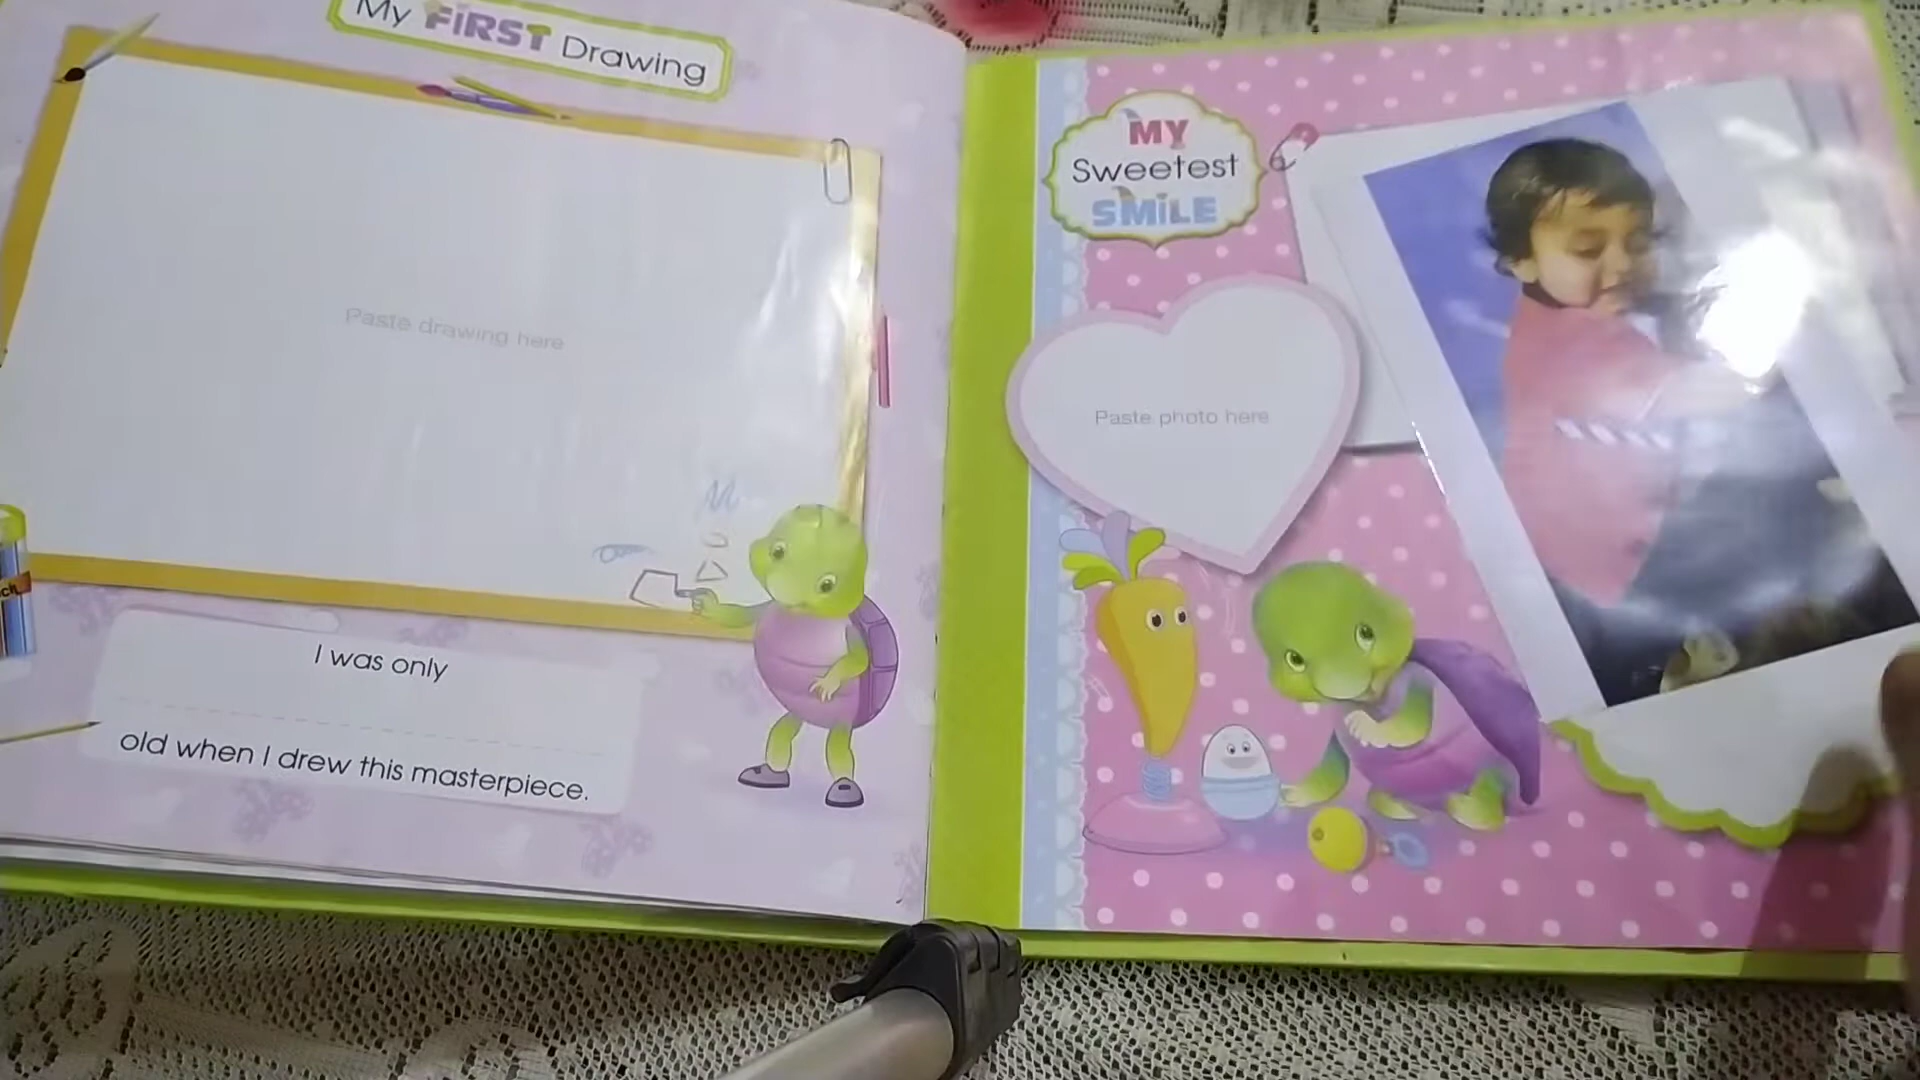 My FiRST Drawing
Paste drawing here
I was only
old when I drew this masterpiece.
MY
Sweetest
SMiLE
Paste photo here